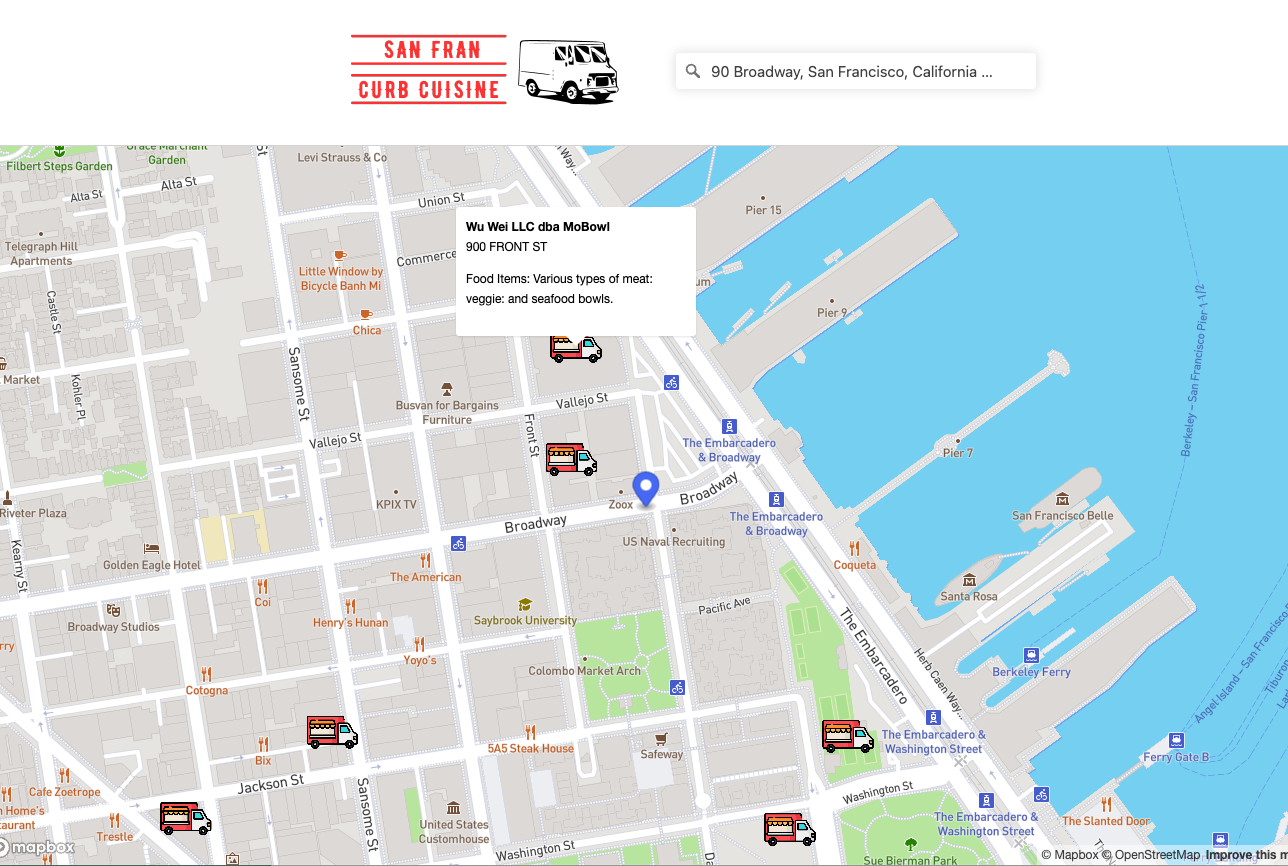 SAN FRAN
CURB CUISINE
90 Broadway, San Francisco, California ...
Grace Marchant
Garden
Filbert Steps Garden
St
Levi Strauss & Co
Way...
Alta St
Alta St
Union St
Pier 15
Wu Wei LLC dba MoBowl
900 FRONT ST
Food Items: Various types of meat:
veggie: and seafood bowls.
Telegraph Hill
Apartments
Commerce
Little Window by
Bicycle Banh Mi
um
Castle St
Pier 9
Chica
Berkeley – San Francisco Pier 1 1/2
Market
Kohler Pl
Sansome St
Busvan for Bargains
Furniture
Vallejo St
Vallejo St
Front St
The Embarcadero
& Broadway
Pier 7
KPIX TV
Zoox
Broadway
Riveter Plaza
Broadway
The Embarcadero
& Broadway
San Francisco Belle
US Naval Recruiting
Kearny St
Golden Eagle Hotel
Coqueta
The American
Coi
Santa Rosa
Pacific Ave
Broadway Studios
Henry's Hunan
Saybrook University
The Embarcadero
rry
Yoyo's
Colombo Market Arch
Herb Caen Way...
Berkeley Ferry
Angel Island – San Francisco
Tiburo
La
Cotogna
5A5 Steak House
Safeway
The Embarcadero &
Washington Street
Bix
Ferry Gate B
Jackson St
Cafe Zoetrope
Washington St
Sansome St
n Home's
taurant
Trestle
United States
Customhouse
The Embarcadero &
Washington Street
The Slanted Door
mapbox
Washington St
Da
Sue Bierman Park
T
© Mapbox © OpenStreetMap Improve this